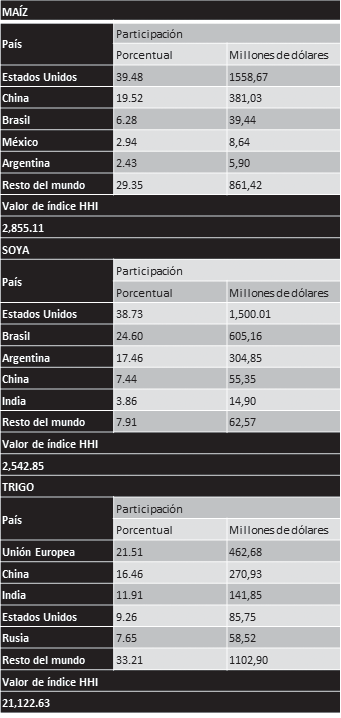 MAÍZ
País Participación
Porcentual Millones de dólares
Estados Unidos 39.48 1558,67
China 19.52 381,03
Brasil 6.28 39,44
México 2.94 8,64
Argentina 2.43 5,90
Resto del mundo 29.35 861,42
Valor de índice HHI
2,855.11
SOYA
País Participación
Porcentual Millones de dólares
Estados Unidos 38.73 1,500.01
Brasil 24.60 605,16
Argentina 17.46 304,85
China 7.44 55,35
India 3.86 14,90
Resto del mundo 7.91 62,57
Valor de índice HHI
2,542.85
TRIGO
País Participación
Porcentual Millones de dólares
Unión Europea 21.51 462,68
China 16.46 270,93
India 11.91 141,85
Estados Unidos 9.26 85,75
Rusia 7.65 58,52
Resto del mundo 33.21 1102,90
Valor de índice HHI
21,122.63